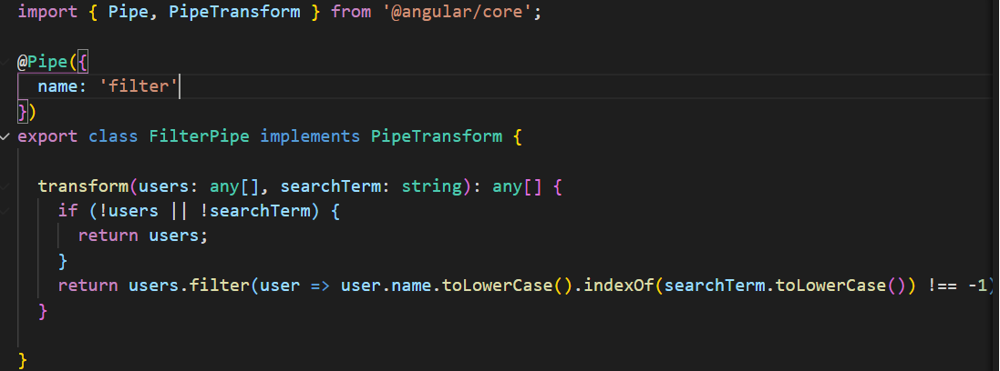 import { Pipe, PipeTransform } from '@angular/core';
@Pipe({
name: 'filter'
})
export class FilterPipe implements PipeTransform {
transform(users: any[], searchTerm: string): any[] {
if (!users || !searchTerm) {
return users;
}
return users.filter(user => user.name.toLowerCase().indexOf(searchTerm.toLowerCase()) !== -1)
}
}